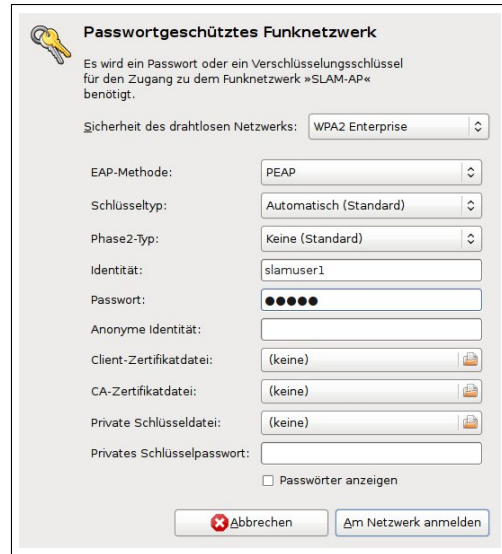 Passwortgeschütztes Funknetzwerk
Es wird ein Passwort oder ein Verschlüsselungsschlüssel
für den Zugang zu dem Funknetzwerk »SLAM-AP«
benötigt.
Sicherheit des drahtlosen Netzwerks: WPA2 Enterprise
EAP-Methode: PEAP
Schlüsseltyp: Automatisch (Standard)
Phase2-Typ: Keine (Standard)
Identität: slamuser1
Passwort: ●●●●●
Anonyme Identität:
Client-Zertifikatdatei: (keine)
CA-Zertifikatdatei: (keine)
Private Schlüsseldatei: (keine)
Privates Schlüsselpasswort:
Passwörter anzeigen
Abbrechen Am Netzwerk anmelden